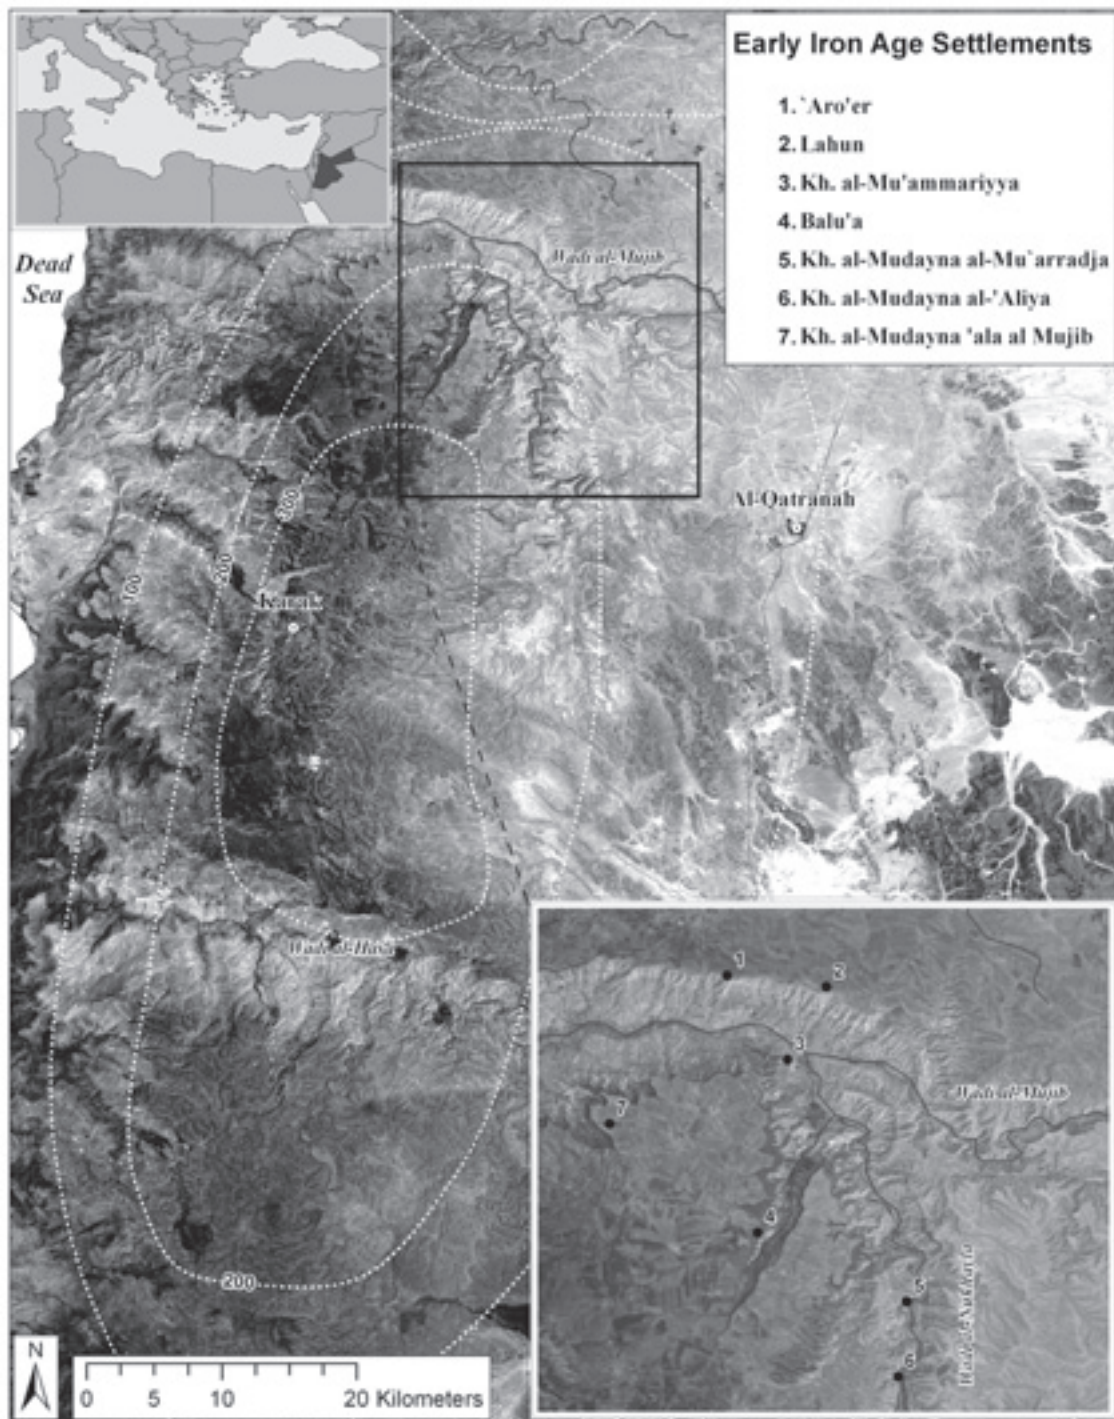 Early Iron Age Settlements
1. `Aro'er
2. Lahun
3. Kh. al-Mu'ammariyya
4. Balu'a
5. Kh. al-Mudayna al-Mu`arradja
6. Kh. al-Mudayna al-'Aliya
7. Kh. al-Mudayna 'ala al Mujib
Dead
Sea
Wadi al-Mujib
Al-Qatranah
300
200
100
Karak
Wadi al-Hasa
200
1
2
3
Wadi al-Mujib
7
4
5
6
N
0 5 10 20 Kilometers